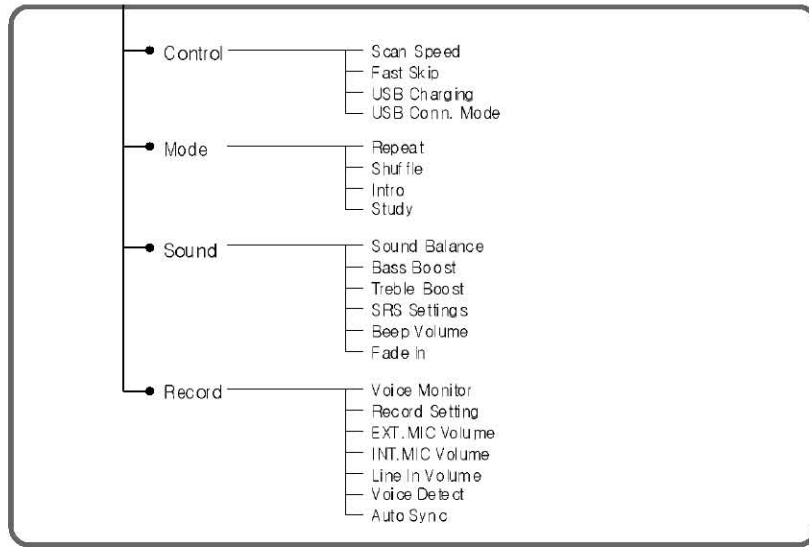 Control
Scan Speed
Fast Skip
USB Charging
USB Conn. Mode
Mode
Repeat
Shuffle
Intro
Study
Sound
Sound Balance
Bass Boost
Treble Boost
SRS Settings
Beep Volume
Fade in
Record
Voice Monitor
Record Setting
EXT.MIC Volume
INT.MIC Volume
Line In Volume
Voice Detect
Auto Sync